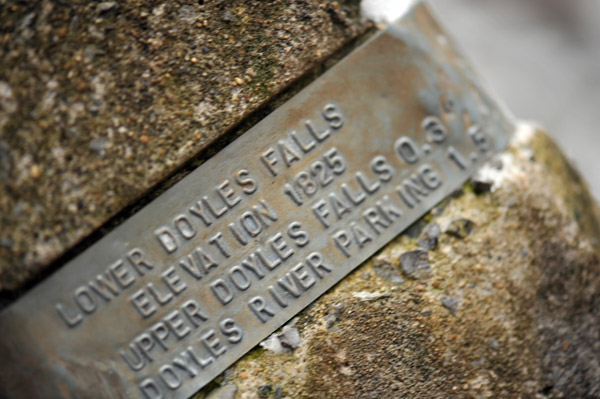 LOWER DOYLES FALLS
ELEVATION 1825
UPPER DOYLES FALLS 0.3
DOYLES RIVER PARKING 1.5